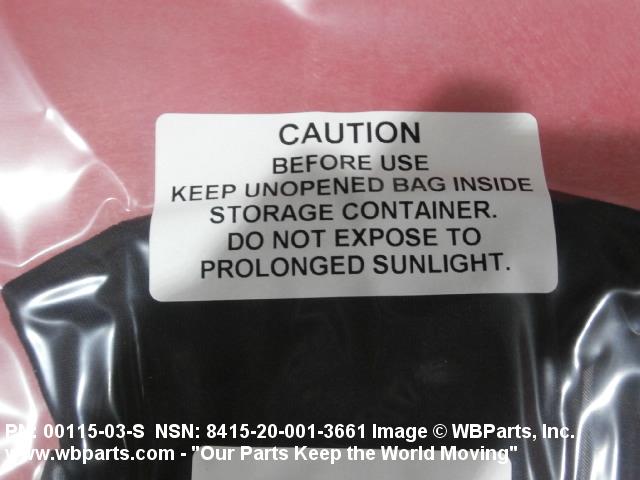 CAUTION
BEFORE USE
KEEP UNOPENED BAG INSIDE
STORAGE CONTAINER.
DO NOT EXPOSE TO
PROLONGED SUNLIGHT.
PN: 00115-03-S NSN: 8415-20-001-3661 Image © WBParts, Inc.
www.wbparts.com - "Our Parts Keep the World Moving"